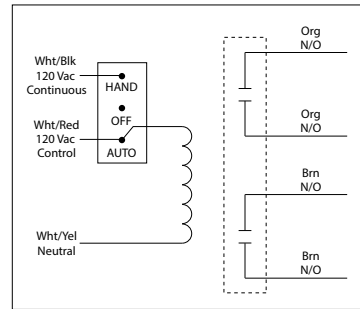 Wht/Blk
120 Vac
Continuous
HAND
OFF
Wht/Red
120 Vac
Control
AUTO
Wht/Yel
Neutral
Org
N/O
Org
N/O
Brn
N/O
Brn
N/O